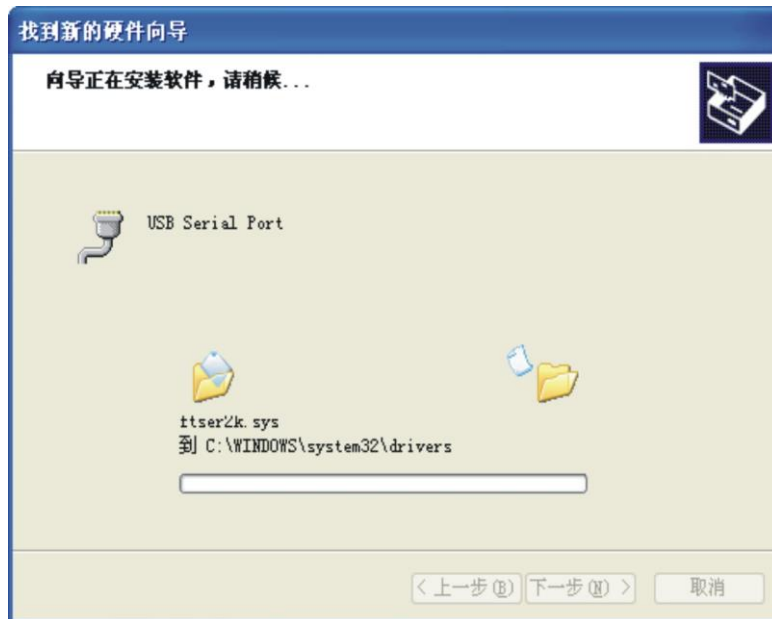 找到新的硬件向导
向导正在安装软件，请稍候...
USB Serial Port
ftser2k.sys
到 C:\WINDOWS\system32\drivers
< 上一步(B)
下一步(N) >
取消